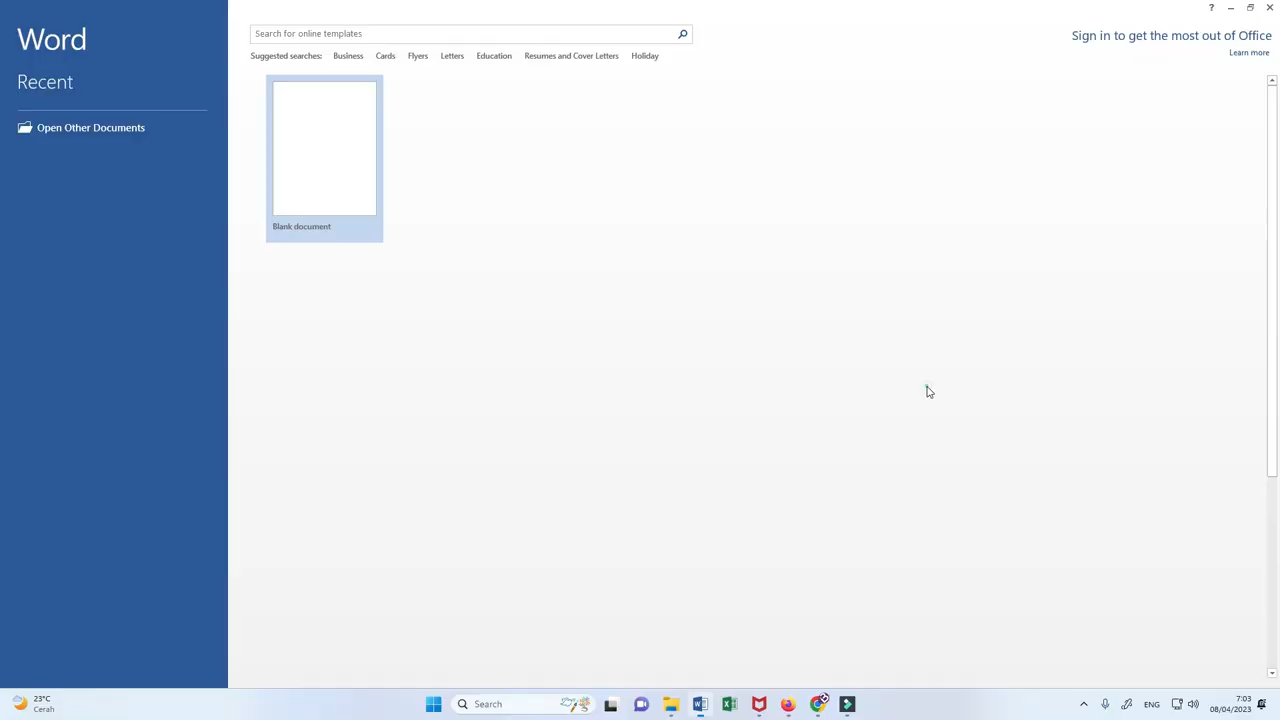 Word
Recent
Open Other Documents
Search for online templates
Suggested searches: Business Cards Flyers Letters Education Resumes and Cover Letters Holiday
Blank document
?
Sign in to get the most out of Office
Learn more
23°C
Cerah
Search
ENG
7:03
08/04/2023